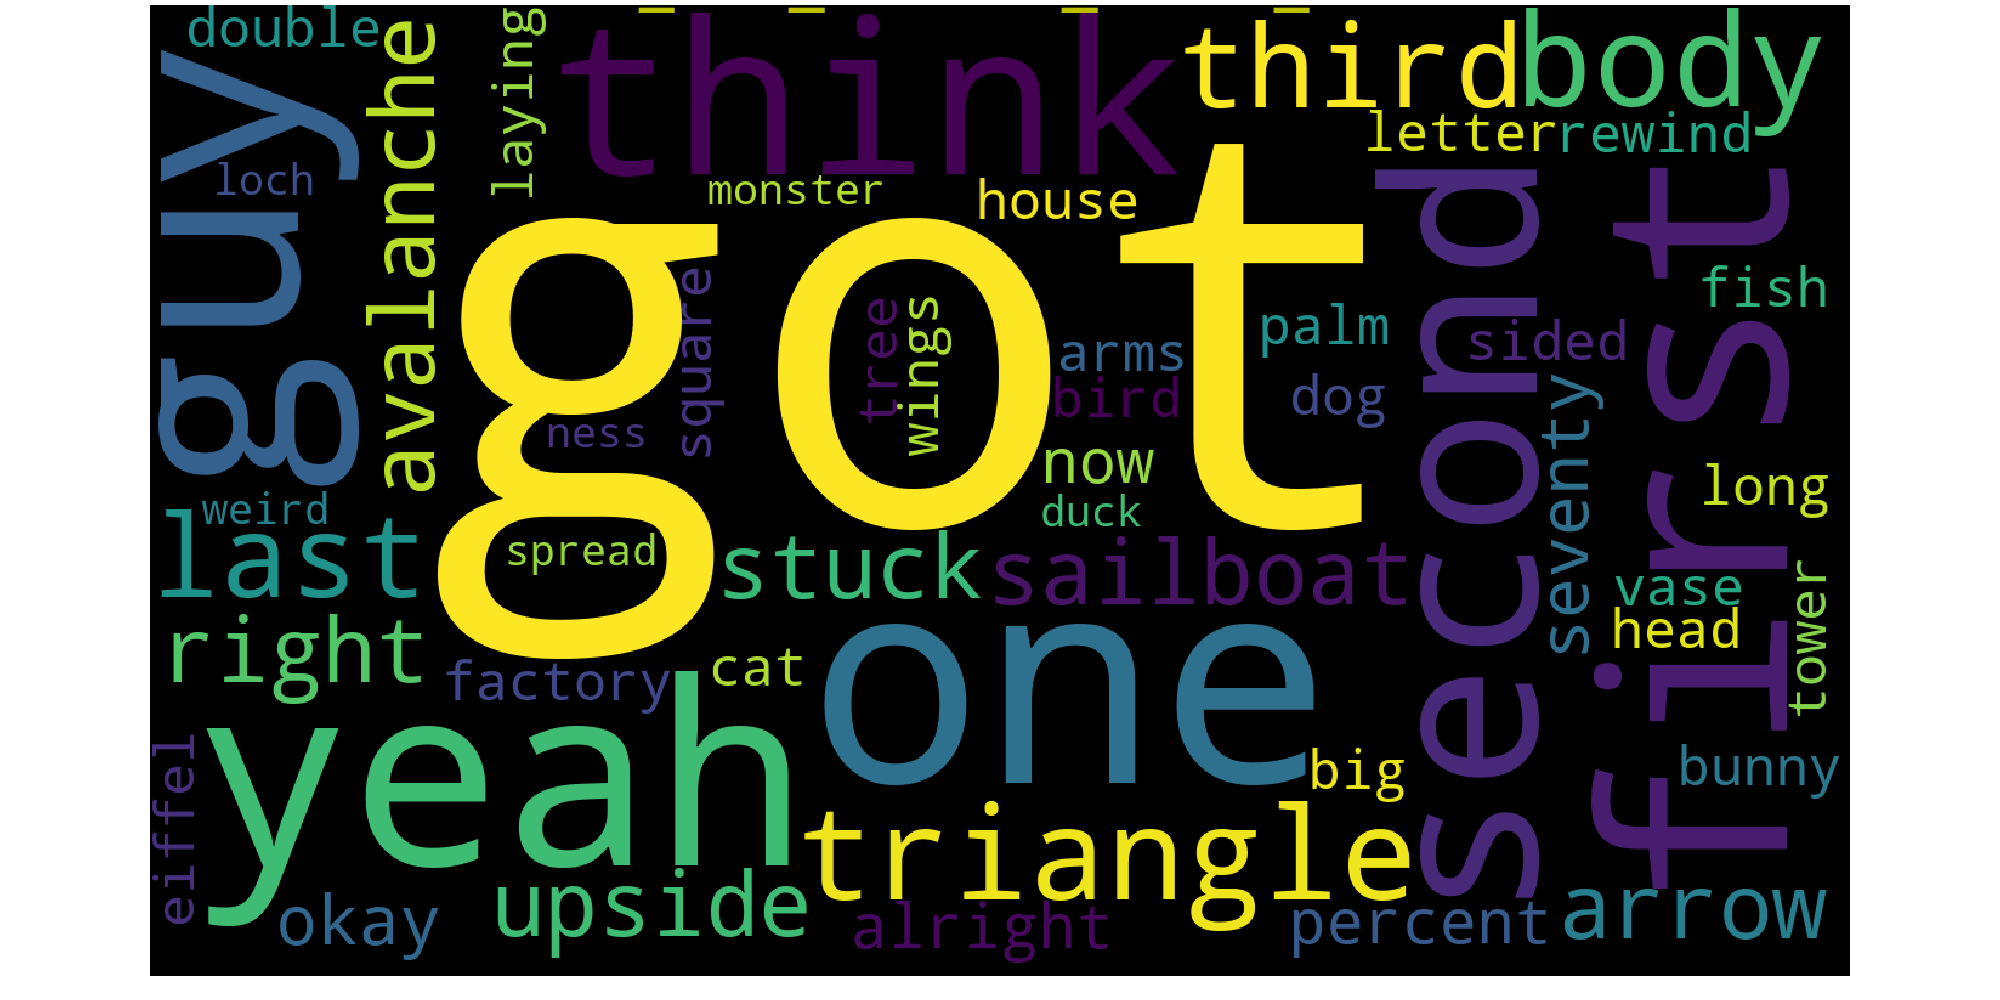 double
guy
avalanche
laying
think
third
body
letter
rewind
loch
monster
house
got
second
first
square
tree
wings
arms
bird
palm
dog
sided
fish
seventy
ness
now
duck
long
weird
last
spread
stuck
sailboat
vase
head
tower
right
factory
cat
one
yeah
eiffel
big
bunny
triangle
okay
upside
alright
percent
arrow